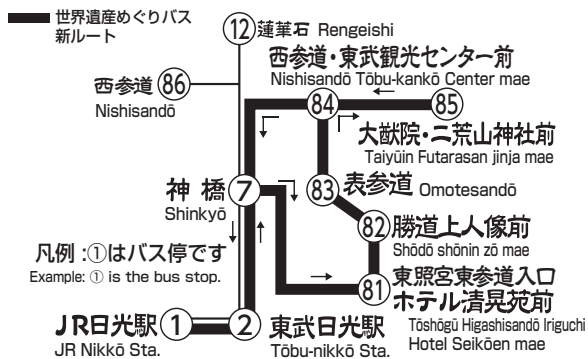 世界遺産めぐりバス
新ルート
⑫ 蓮華石 Rengeishi
西参道 86
Nishisandō
西参道・東武観光センター前
Nishisandō Tōbu-kankō Center mae
84
85
大猷院・二荒山神社前
Taiyūin Futarasan jinja mae
神橋 ⑦
Shinkyō
83 表参道 Omotesandō
82 勝道上人像前
Shōdō shōnin zō mae
凡例:①はバス停です
Example: ① is the bus stop.
81 東照宮東参道入口
ホテル清晃苑前
Tōshōgū Higashisandō Iriguchi
Hotel Seikōen mae
JR日光駅 ①
JR Nikkō Sta.
② 東武日光駅
Tōbu-nikkō Sta.